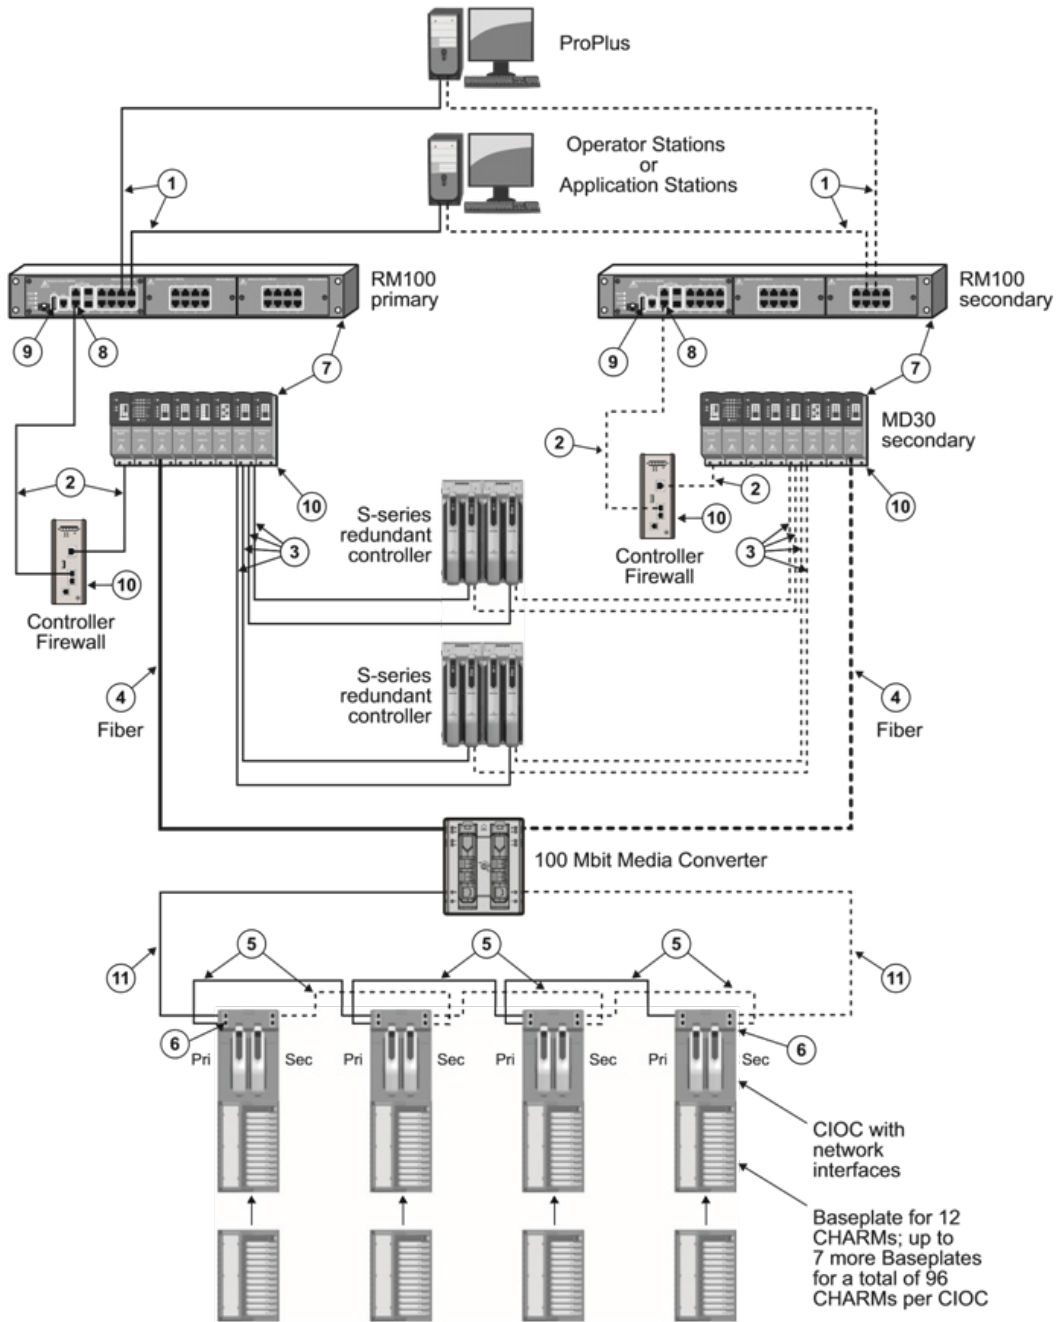 ProPlus
Operator Stations
or
Application Stations
1
1
RM100
primary
RM100
secondary
9
8
7
9
8
7
MD30
secondary
2
10
S-series
redundant
controller
2
2
10
10
3
3
10
Controller
Firewall
Controller
Firewall
S-series
redundant
controller
4
Fiber
4
Fiber
100 Mbit Media Converter
5
5
5
11
11
6
6
Pri
Sec
Pri
Sec
Pri
Sec
Pri
Sec
CIOC with
network
interfaces
Baseplate for 12
CHARMs; up to
7 more Baseplates
for a total of 96
CHARMs per CIOC